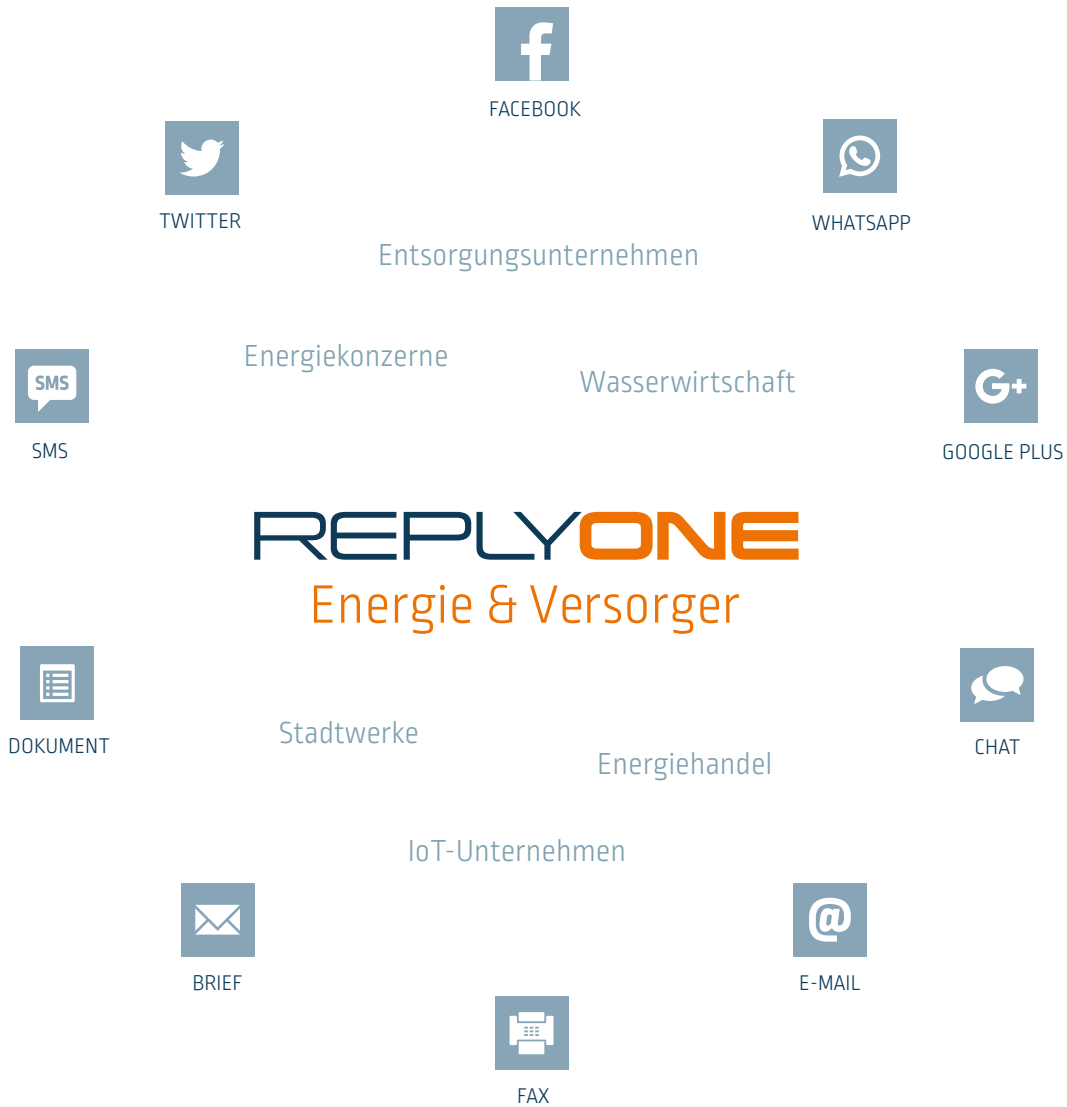 FACEBOOK
TWITTER
WHATSAPP
Entsorgungsunternehmen
Energiekonzerne
Wasserwirtschaft
SMS
SMS
G+
GOOGLE PLUS
REPLYONE
Energie & Versorger
DOKUMENT
Stadtwerke
CHAT
Energiehandel
IoT-Unternehmen
@
BRIEF
E-MAIL
FAX